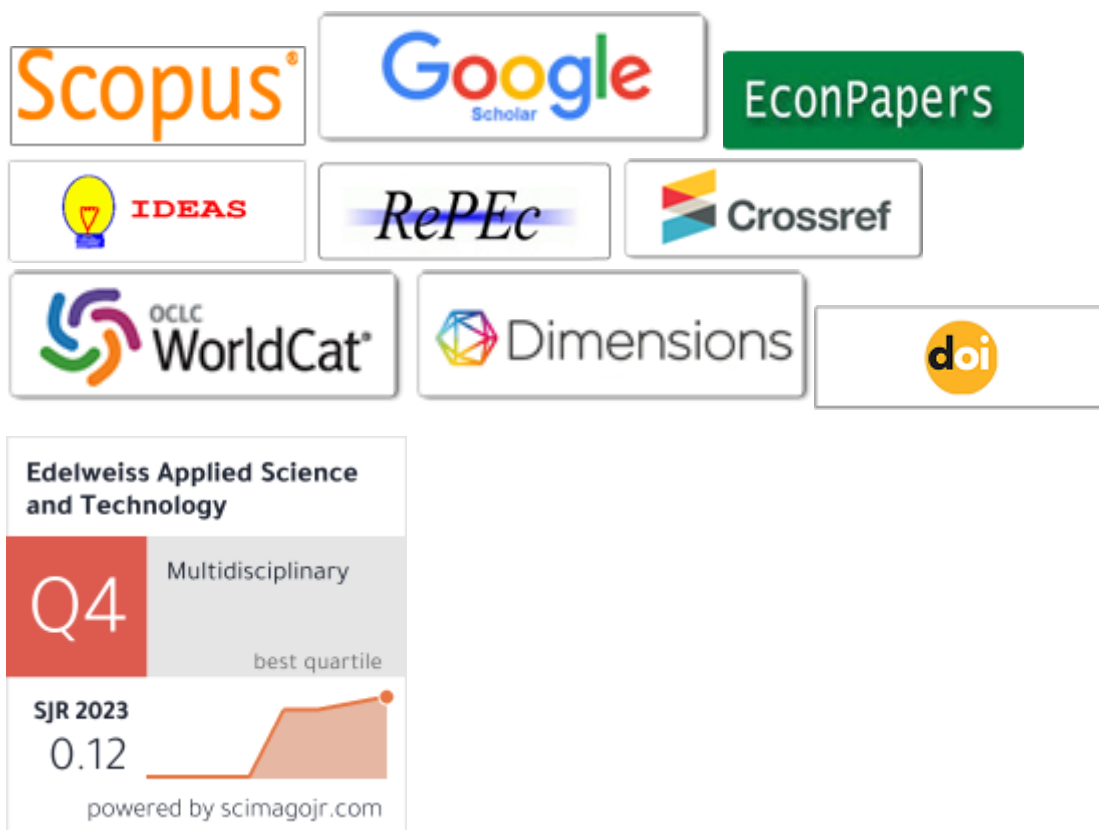 Scopus®
Google
Scholar
EconPapers
IDEAS
RePEc
Crossref
OCLC
WorldCat®
Dimensions
doi
Edelweiss Applied Science
and Technology
Q4
Multidisciplinary
best quartile
SJR 2023
0.12
powered by scimagojr.com